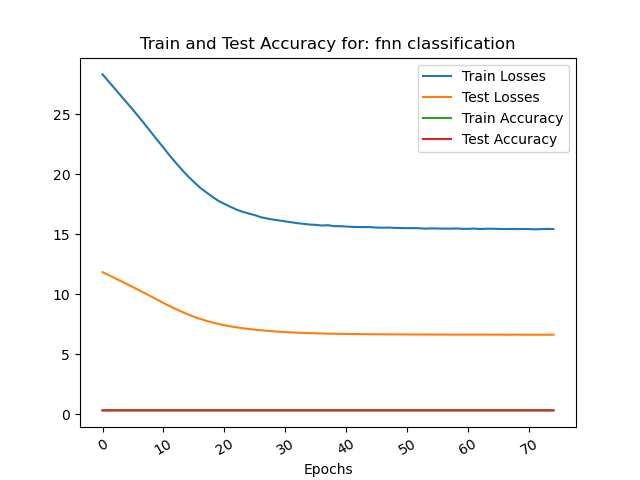 Train and Test Accuracy for: fnn classification
Train Losses
Test Losses
Train Accuracy
Test Accuracy
25
20
15
10
5
0
0 10 20 30 40 50 60 70
Epochs